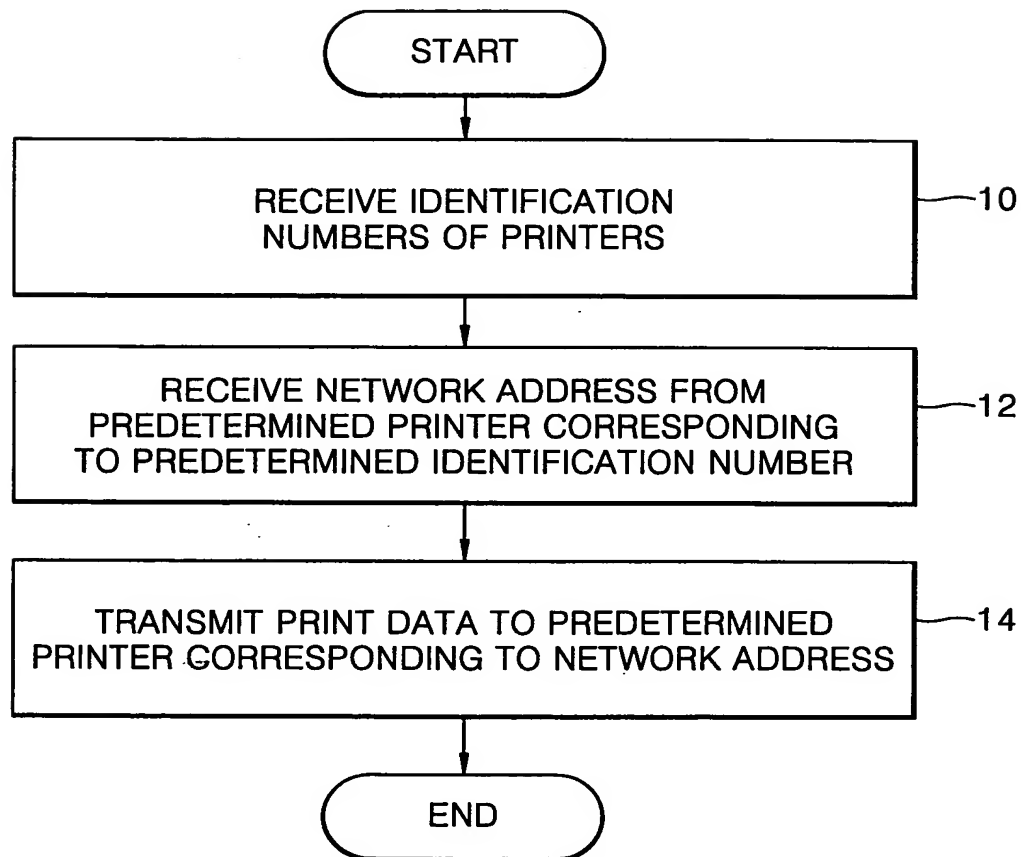 START
RECEIVE IDENTIFICATION
NUMBERS OF PRINTERS
10
RECEIVE NETWORK ADDRESS FROM
PREDETERMINED PRINTER CORRESPONDING
TO PREDETERMINED IDENTIFICATION NUMBER
12
TRANSMIT PRINT DATA TO PREDETERMINED
PRINTER CORRESPONDING TO NETWORK ADDRESS
14
END